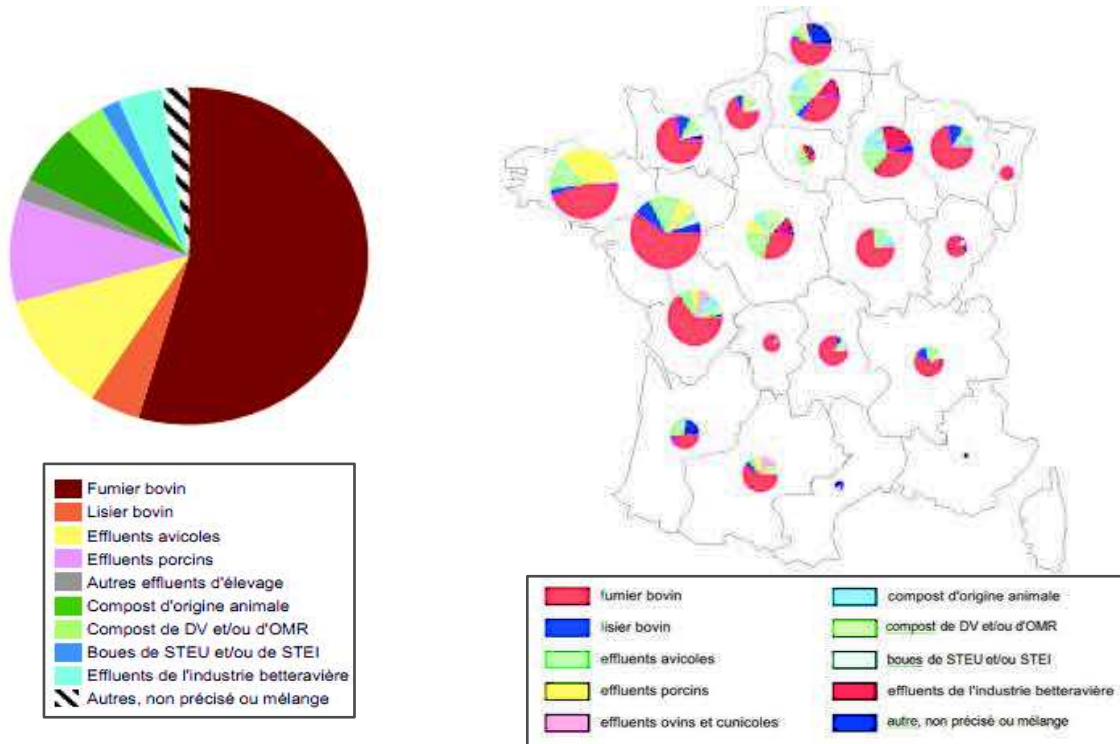 Fumier bovin
Lisier bovin
Effluents avicoles
Effluents porcins
Autres effluents d'élevage
Compost d'origine animale
Compost de DV et/ou d'OMR
Boues de STEU et/ou de STEI
Effluents de l'industrie betteravière
Autres, non précisé ou mélange
fumier bovin
lisier bovin
effluents avicoles
effluents porcins
effluents ovins et cunicoles
compost d'origine animale
compost de DV et/ou d'OMR
boues de STEU et/ou STEI
effluents de l'industrie betteravière
autre, non précisé ou mélange